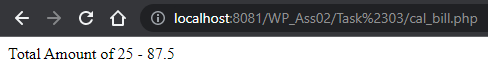 localhost:8081/WP_Ass02/Task%2303/cal_bill.php
Total Amount of 25 - 87.5